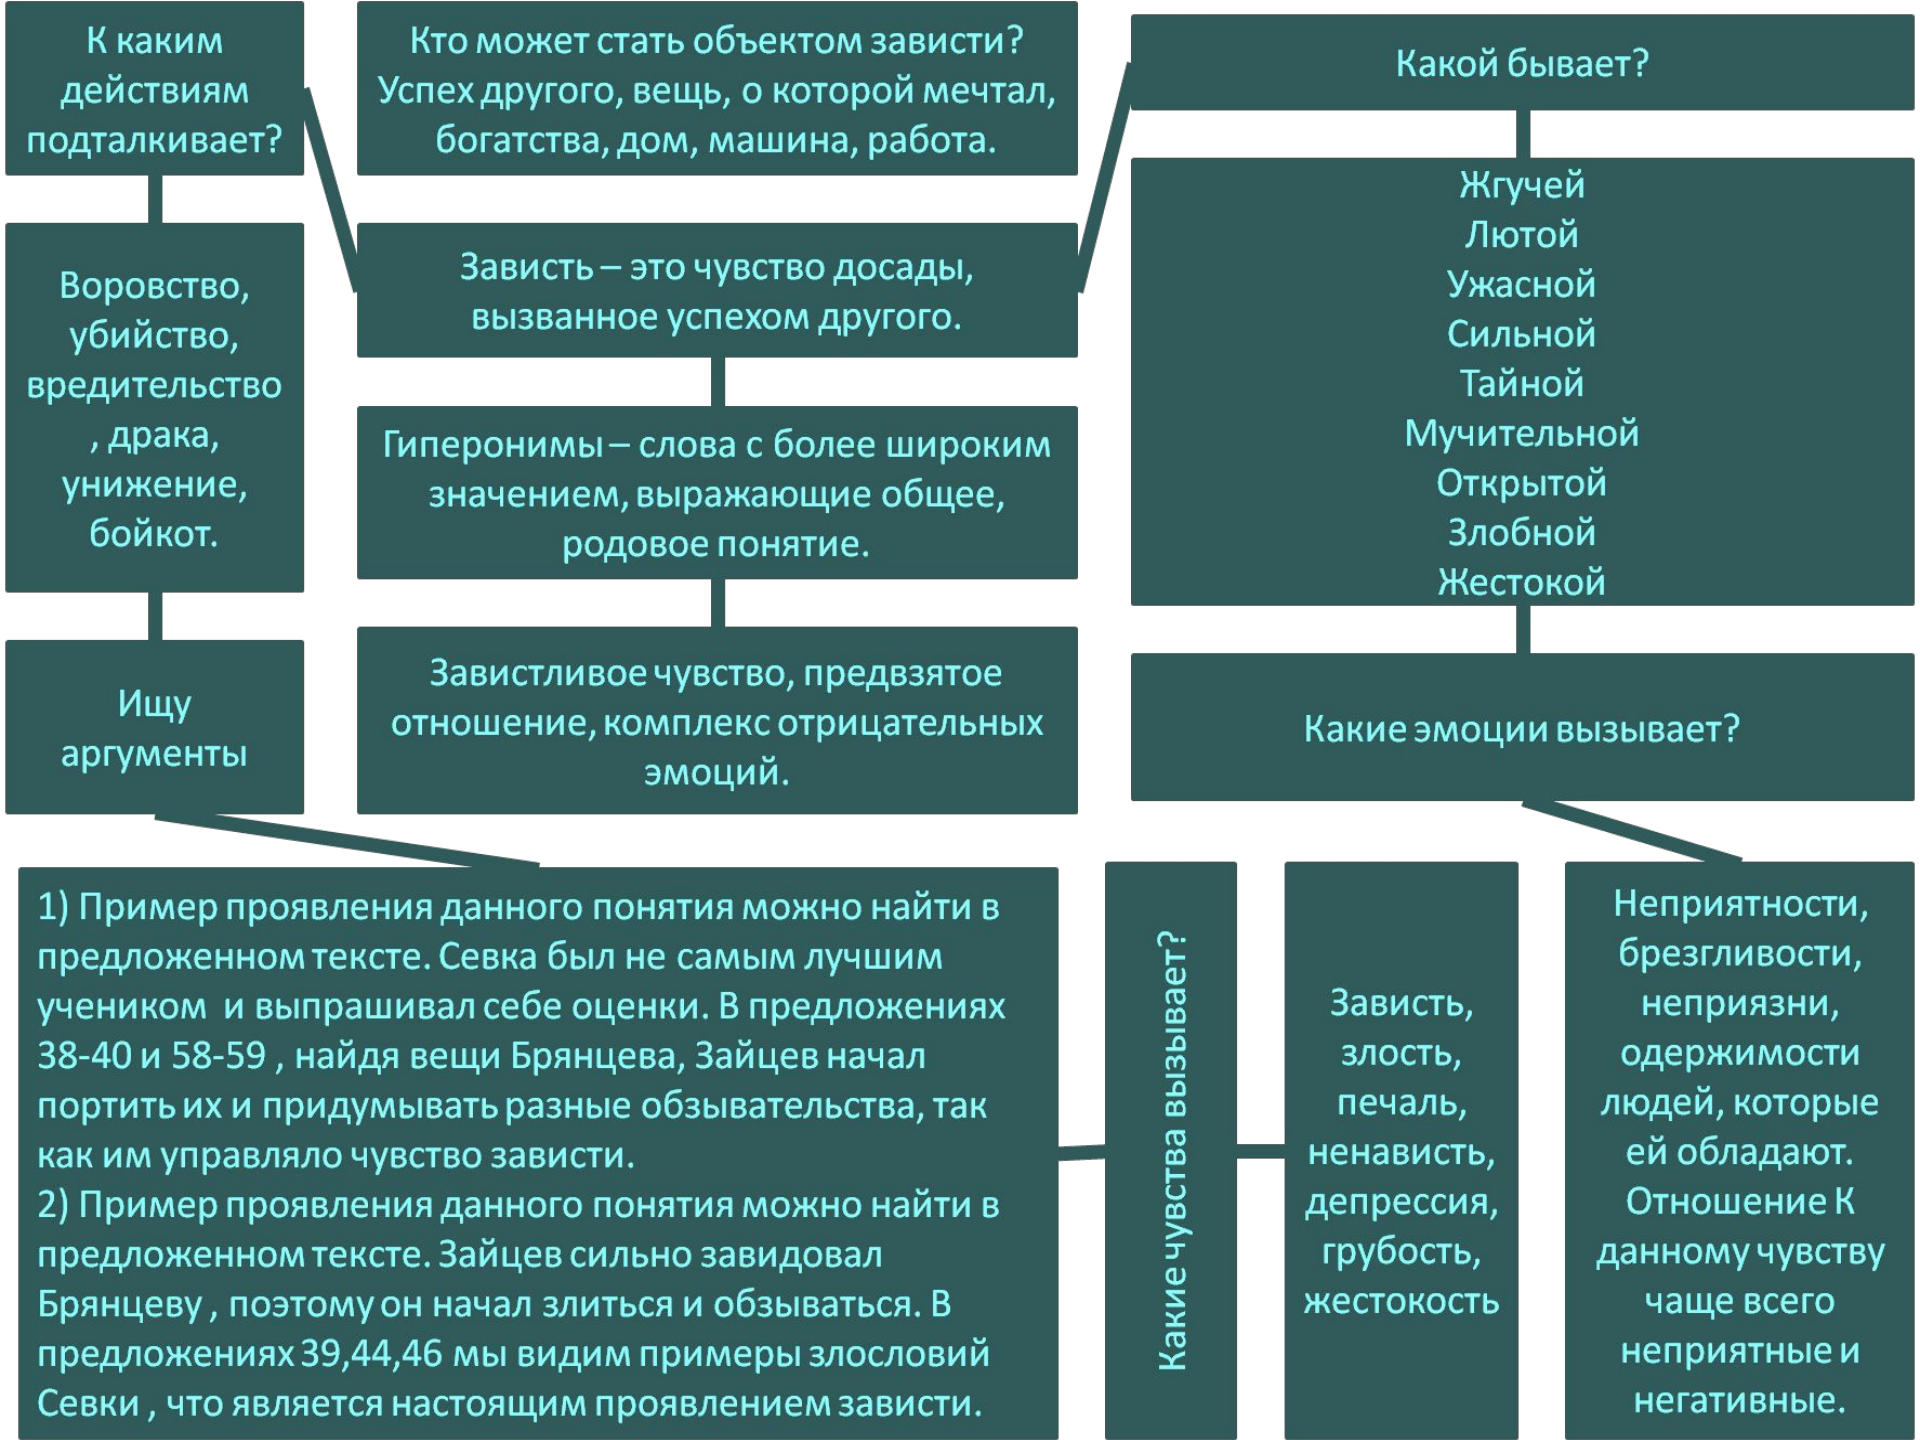 К каким
действиям
подталкивает?
Кто может стать объектом зависти?
Успех другого, вещь, о которой мечтал,
богатства, дом, машина, работа.
Какой бывает?
Воровство,
убийство,
вредительство
, драка,
унижение,
бойкот.
Зависть – это чувство досады,
вызванное успехом другого.
Жгучей
Лютой
Ужасной
Сильной
Тайной
Мучительной
Открытой
Злобной
Жестокой
Гиперонимы – слова с более широким
значением, выражающие общее,
родовое понятие.
Ищу
аргументы
Завистливое чувство, предвзятое
отношение, комплекс отрицательных
эмоций.
Какие эмоции вызывает?
1) Пример проявления данного понятия можно найти в
предложенном тексте. Севка был не самым лучшим
учеником  и выпрашивал себе оценки. В предложениях
38-40 и 58-59 , найдя вещи Брянцева, Зайцев начал
портить их и придумывать разные обзывательства, так
как им управляло чувство зависти.
2) Пример проявления данного понятия можно найти в
предложенном тексте. Зайцев сильно завидовал
Брянцеву , поэтому он начал злиться и обзываться. В
предложениях 39,44,46 мы видим примеры злословий
Севки , что является настоящим проявлением зависти.
Какие чувства вызывает?
Зависть,
злость,
печаль,
ненависть,
депрессия,
грубость,
жестокость
Неприятности,
брезгливости,
неприязни,
одержимости
людей, которые
ей обладают.
Отношение К
данному чувству
чаще всего
неприятные и
негативные.